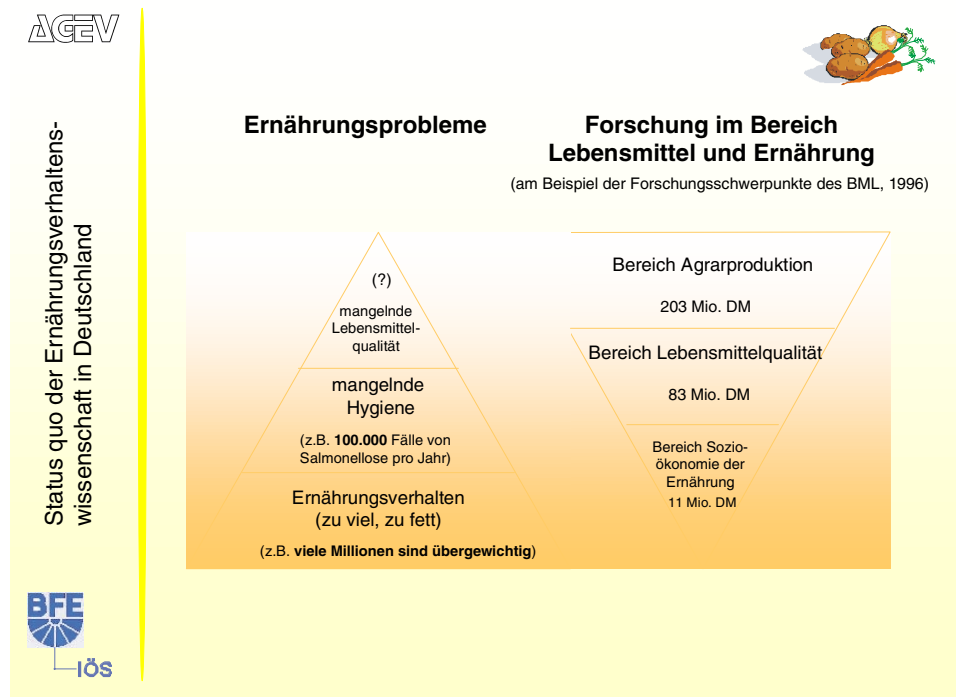 AGEV
Status quo der Ernährungsverhaltens-
wissenschaft in Deutschland
Ernährungsprobleme
Forschung im Bereich
Lebensmittel und Ernährung
(am Beispiel der Forschungsschwerpunkte des BML, 1996)
(?)
mangelnde
Lebensmittel-
qualität
mangelnde
Hygiene
(z.B. 100.000 Fälle von
Salmonellose pro Jahr)
Ernährungsverhalten
(zu viel, zu fett)
(z.B. viele Millionen sind übergewichtig)
Bereich Agrarproduktion
203 Mio. DM
Bereich Lebensmittelqualität
83 Mio. DM
Bereich Sozio-
ökonomie der
Ernährung
11 Mio. DM
BFE
IÖS